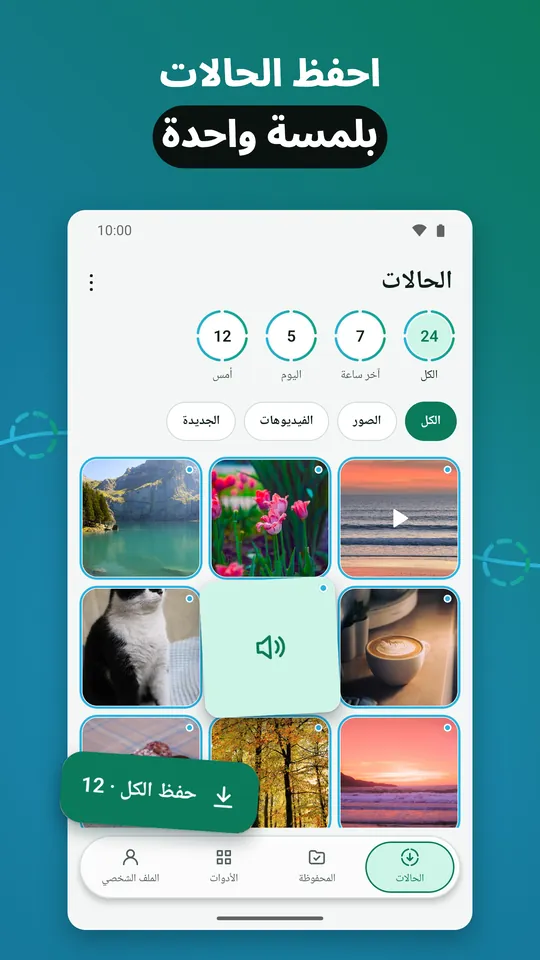 احفظ الحالات
بلمسة واحدة
10:00
الحالات
24
الكل
7
آخر ساعة
5
اليوم
12
أمس
الكل
الصور
الفيديوهات
الجديدة
حفظ الكل · 12
الحالات
المحفوظة
الأدوات
الملف الشخصي